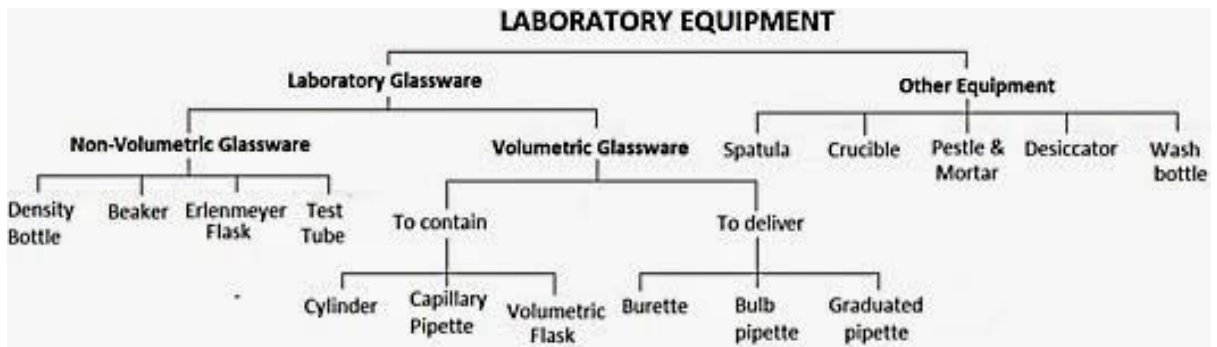 LABORATORY EQUIPMENT
Laboratory Glassware
Other Equipment
Non-Volumetric Glassware
Volumetric Glassware
Spatula
Crucible
Pestle &
Mortar
Desiccator
Wash
bottle
Density
Bottle
Beaker
Erlenmeyer
Flask
Test
Tube
To contain
To deliver
Cylinder
Capillary
Pipette
Volumetric
Flask
Burette
Bulb
pipette
Graduated
pipette